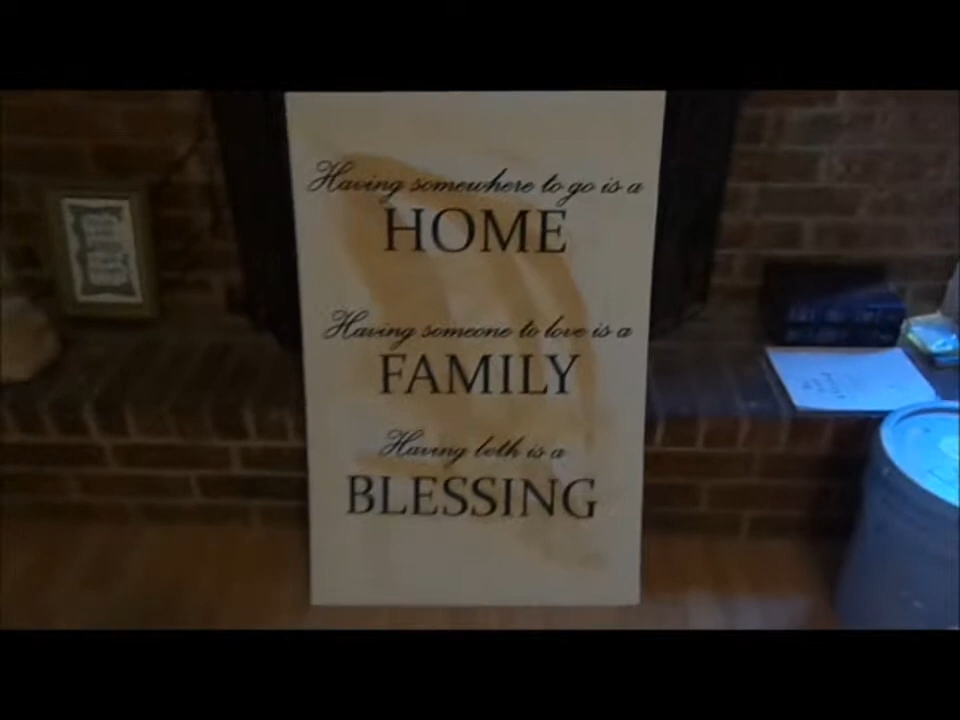 Having somewhere to go is a
HOME
Having someone to love is a
FAMILY
Having both is a
BLESSING